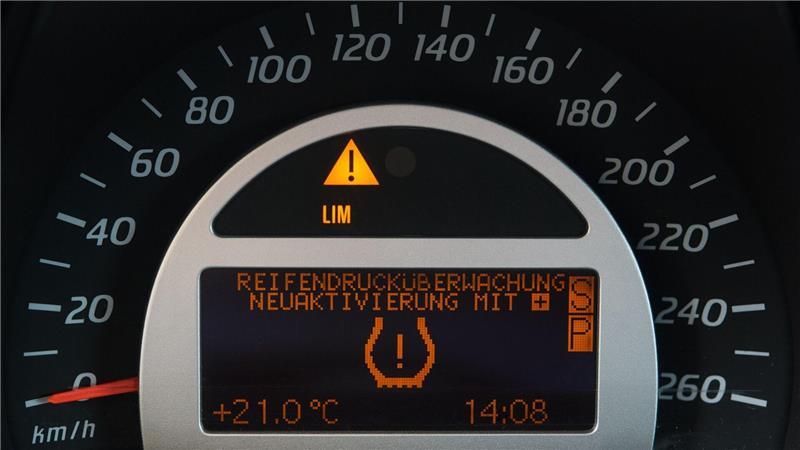 120 140
100 160
80 180
60 200
40 220
20 240
0 260
km/h
LIM
REIFENDRUCKÜBERWACHUNG
NEUAKTIVIERUNG MIT +
S
P
!
+21.0 °C 14:08